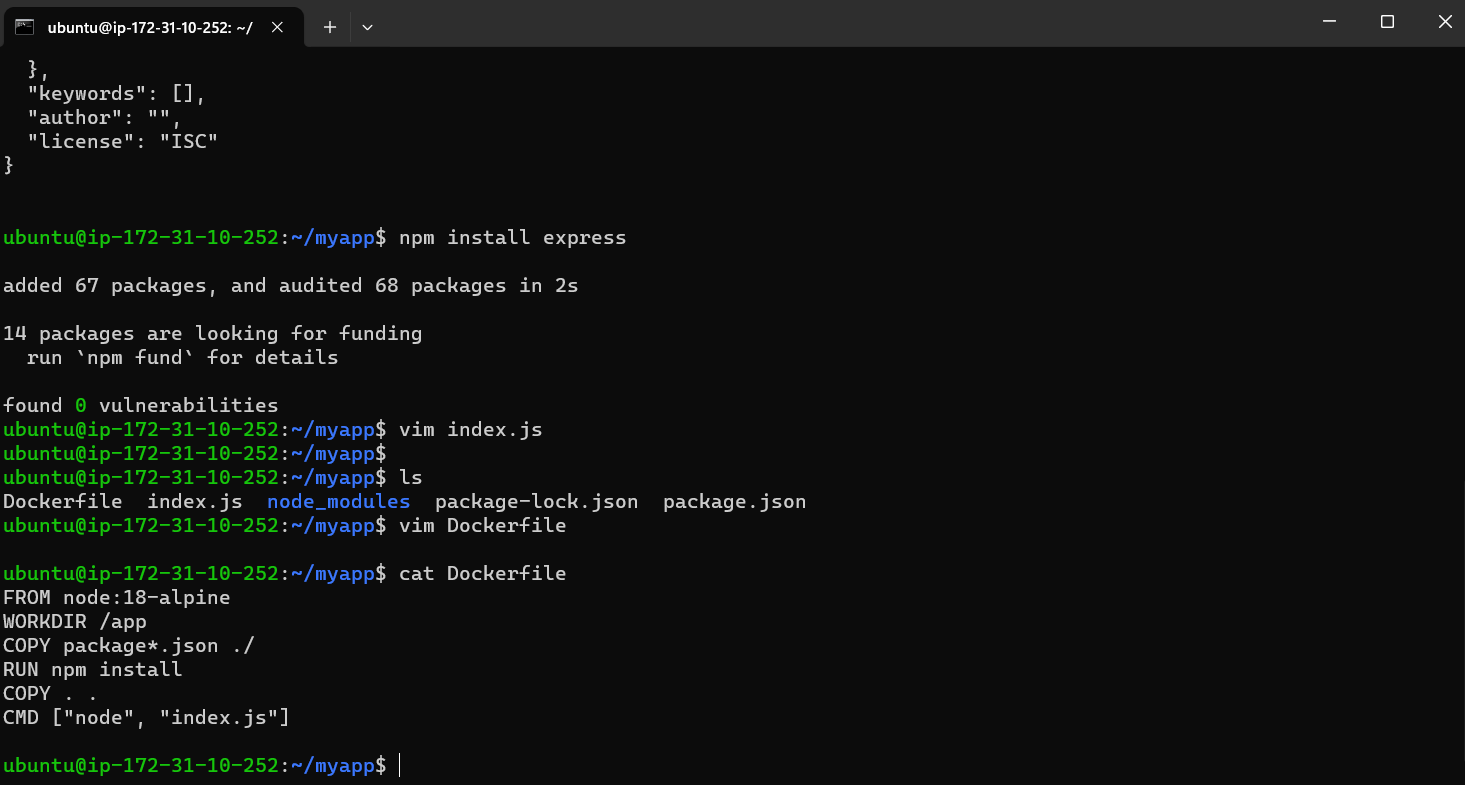 ubuntu@ip-172-31-10-252: ~/
  },
  "keywords": [],
  "author": "",
  "license": "ISC"
}
ubuntu@ip-172-31-10-252:~/myapp$ npm install express
added 67 packages, and audited 68 packages in 2s
14 packages are looking for funding
  run `npm fund` for details
found 0 vulnerabilities
ubuntu@ip-172-31-10-252:~/myapp$ vim index.js
ubuntu@ip-172-31-10-252:~/myapp$
ubuntu@ip-172-31-10-252:~/myapp$ ls
Dockerfile  index.js  node_modules  package-lock.json  package.json
ubuntu@ip-172-31-10-252:~/myapp$ vim Dockerfile
ubuntu@ip-172-31-10-252:~/myapp$ cat Dockerfile
FROM node:18-alpine
WORKDIR /app
COPY package*.json ./
RUN npm install
COPY . .
CMD ["node", "index.js"]
ubuntu@ip-172-31-10-252:~/myapp$